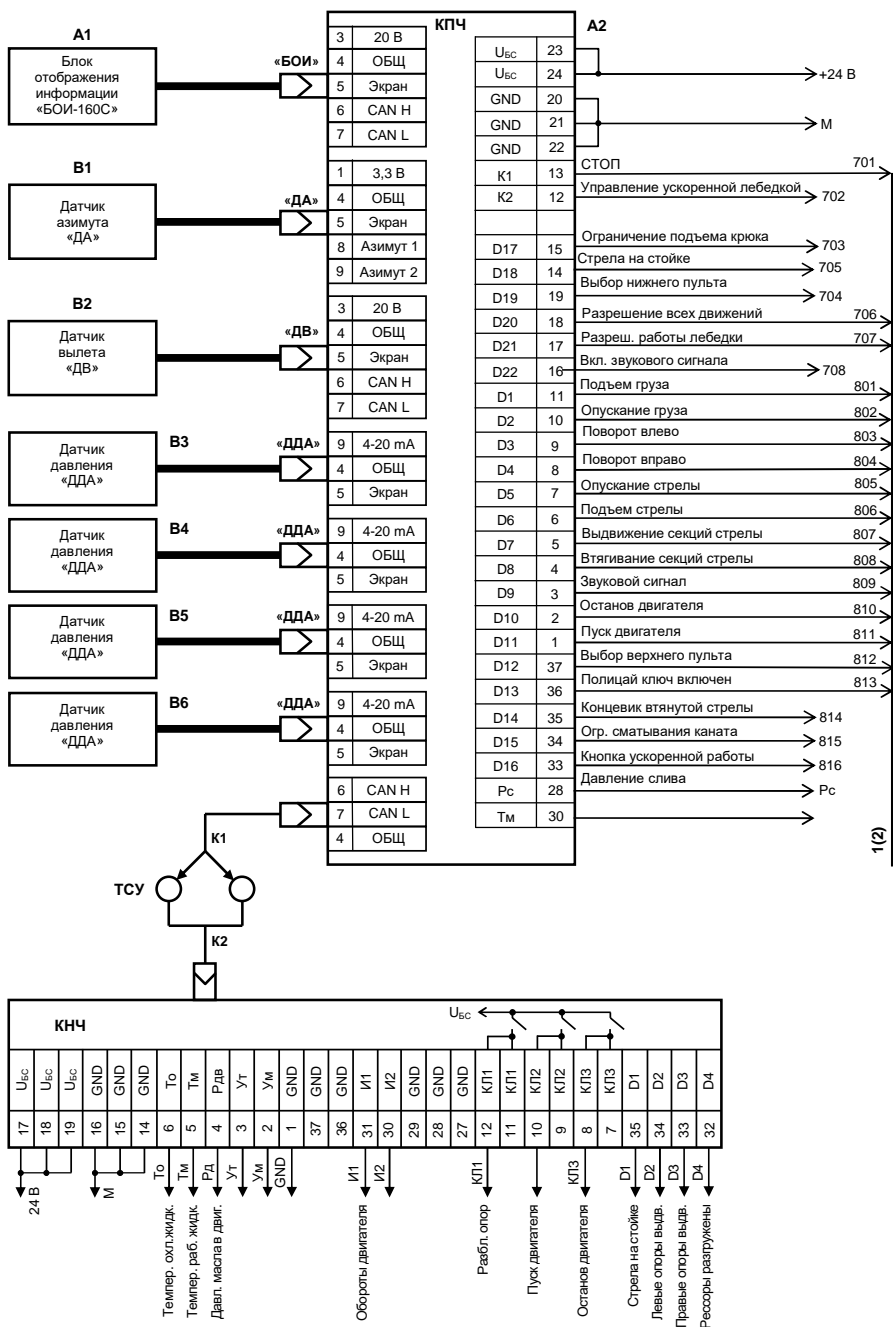 А1
Блок
отображения
информации
«БОИ-160С»
«БОИ»
3 20 В
4 ОБЩ
5 Экран
6 CAN H
7 CAN L
В1
Датчик
азимута
«ДА»
«ДА»
1 3,3 В
4 ОБЩ
5 Экран
8 Азимут 1
9 Азимут 2
В2
Датчик
вылета
«ДВ»
«ДВ»
3 20 В
4 ОБЩ
5 Экран
6 CAN H
7 CAN L
Датчик
давления
«ДДА»
В3
«ДДА»
9 4-20 mA
4 ОБЩ
5 Экран
Датчик
давления
«ДДА»
В4
«ДДА»
9 4-20 mA
4 ОБЩ
5 Экран
Датчик
давления
«ДДА»
В5
«ДДА»
9 4-20 mA
4 ОБЩ
5 Экран
Датчик
давления
«ДДА»
В6
«ДДА»
9 4-20 mA
4 ОБЩ
5 Экран
6 CAN H
7 CAN L
4 ОБЩ
КПЧ
А2
UБС 23
UБС 24
+24 В
GND 20
GND 21
М
GND 22
К1 13 СТОП 701
К2 12 Управление ускоренной лебедкой 702
D17 15 Ограничение подъема крюка 703
D18 14 Стрела на стойке 705
D19 19 Выбор нижнего пульта 704
D20 18 Разрешение всех движений 706
D21 17 Разреш. работы лебедки 707
D22 16 Вкл. звукового сигнала 708
D1 11 Подъем груза 801
D2 10 Опускание груза 802
D3 9 Поворот влево 803
D4 8 Поворот вправо 804
D5 7 Опускание стрелы 805
D6 6 Подъем стрелы 806
D7 5 Выдвижение секций стрелы 807
D8 4 Втягивание секций стрелы 808
D9 3 Звуковой сигнал 809
D10 2 Останов двигателя 810
D11 1 Пуск двигателя 811
D12 37 Выбор верхнего пульта 812
D13 36 Полицай ключ включен 813
D14 35 Концевик втянутой стрелы 814
D15 34 Огр. сматывания каната 815
D16 33 Кнопка ускоренной работы 816
Рс 28 Давление слива Рс
Тм 30
1(2)
К1
ТСУ
К2
КНЧ
UБС
UБС 17
UБС 18
UБС 19
GND 16
GND 15
GND 14
То 6
Тм 5
Рдв 4
Ут 3
Ум 2
GND 1
GND 37
GND 36
И1 31
И2 30
GND 29
GND 28
GND 27
КЛ1 12
КЛ1 11
КЛ2 10
КЛ2 9
КЛ3 8
КЛ3 7
D1 35
D2 34
D3 33
D4 32
24 В
М
То
Темпер. охл.жидк.
Тм
Темпер. раб. жидк.
Рд
Давл. масла в двиг.
Ут
Ум
GND
И1
Обороты двигателя
И2
КЛ1
Разбл. опор
Пуск двигателя
КЛ3
Останов двигателя
D1
Стрела на стойке
D2
Левые опоры выдв.
D3
Правые опоры выдв.
D4
Рессоры разгружены